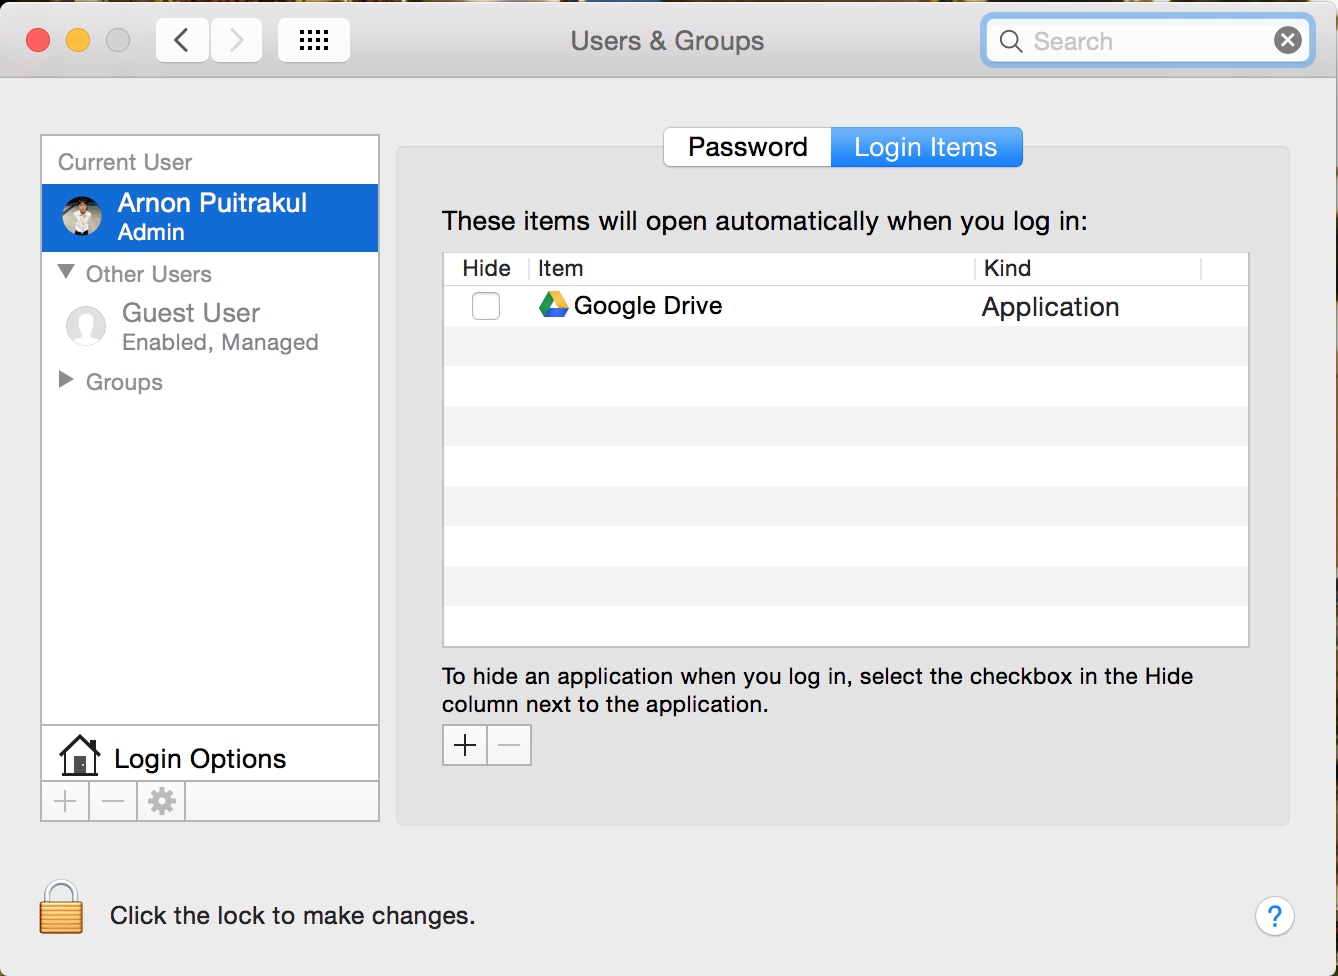 Users & Groups
Search
Current User
Arnon Puitrakul
Admin
Other Users
Guest User
Enabled, Managed
Groups
Login Options
Password
Login Items
These items will open automatically when you log in:
Hide Item Kind
Google Drive Application
To hide an application when you log in, select the checkbox in the Hide
column next to the application.
Click the lock to make changes.
?